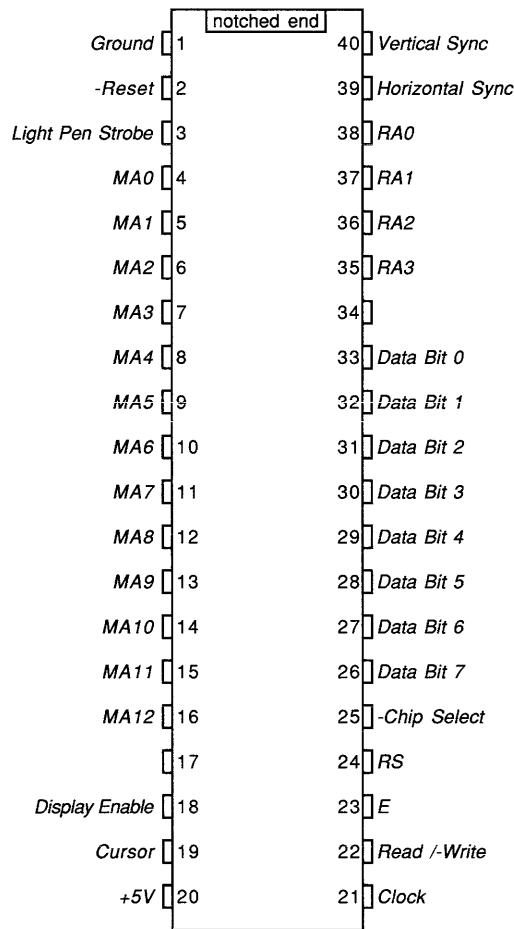 notched end
Ground 1 40 Vertical Sync
-Reset 2 39 Horizontal Sync
Light Pen Strobe 3 38 RA0
MA0 4 37 RA1
MA1 5 36 RA2
MA2 6 35 RA3
MA3 7 34
MA4 8 33 Data Bit 0
MA5 9 32 Data Bit 1
MA6 10 31 Data Bit 2
MA7 11 30 Data Bit 3
MA8 12 29 Data Bit 4
MA9 13 28 Data Bit 5
MA10 14 27 Data Bit 6
MA11 15 26 Data Bit 7
MA12 16 25 -Chip Select
17 24 RS
Display Enable 18 23 E
Cursor 19 22 Read /-Write
+5V 20 21 Clock